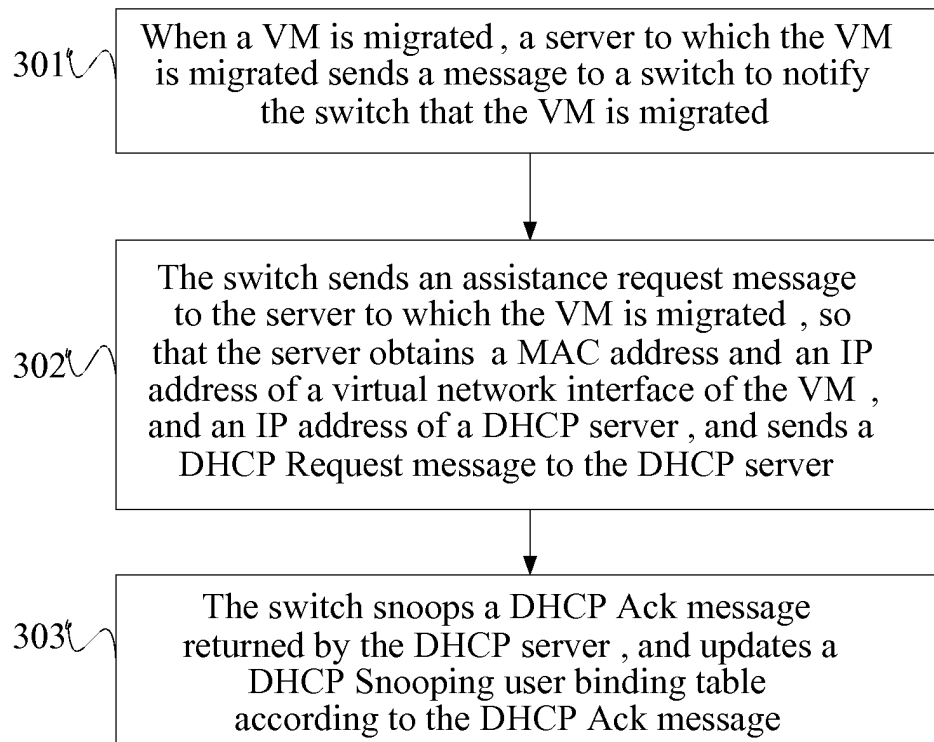 301
When a VM is migrated , a server to which the VM
is migrated sends a message to a switch to notify
the switch that the VM is migrated
302
The switch sends an assistance request message
to the server to which the VM is migrated , so
that the server obtains a MAC address and an IP
address of a virtual network interface of the VM ,
and an IP address of a DHCP server , and sends a
DHCP Request message to the DHCP server
303
The switch snoops a DHCP Ack message
returned by the DHCP server , and updates a
DHCP Snooping user binding table
according to the DHCP Ack message